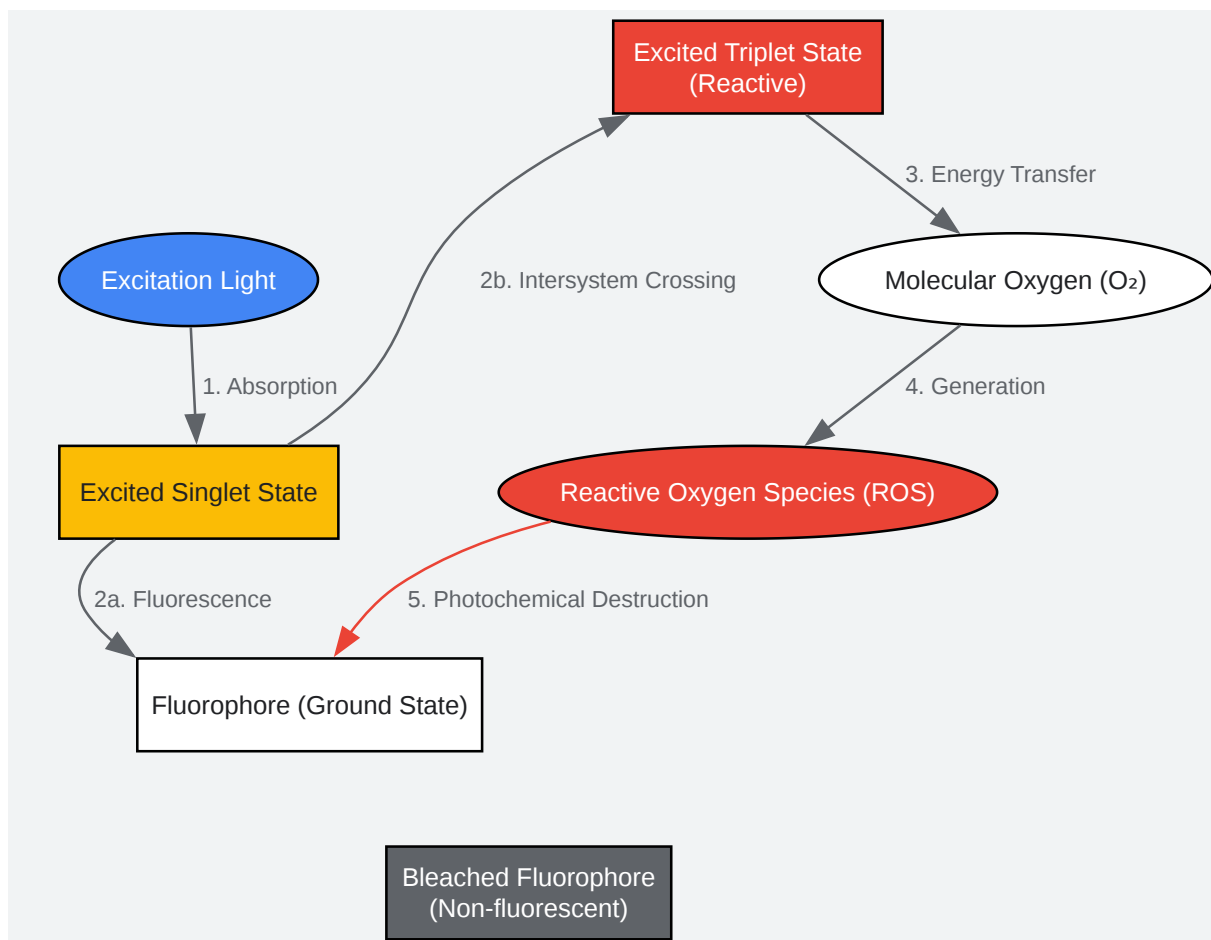 Excited Triplet State
(Reactive)
3. Energy Transfer
Excitation Light
2b. Intersystem Crossing
Molecular Oxygen (O₂)
1. Absorption
4. Generation
Excited Singlet State
Reactive Oxygen Species (ROS)
2a. Fluorescence
5. Photochemical Destruction
Fluorophore (Ground State)
Bleached Fluorophore
(Non-fluorescent)